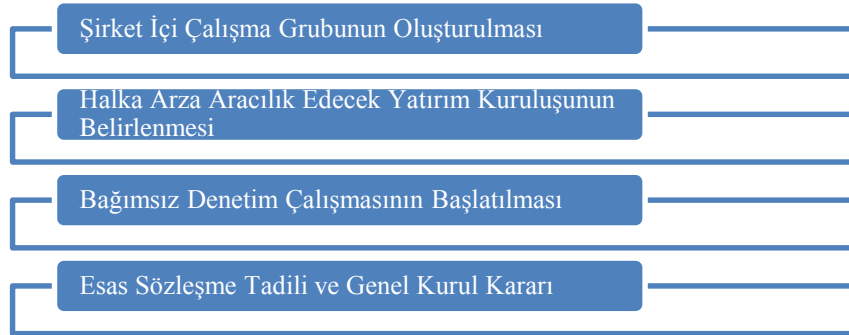 Şirket İçi Çalışma Grubunun Oluşturulması
Halka Arza Aracılık Edecek Yatırım Kuruluşunun
Belirlenmesi
Bağımsız Denetim Çalışmasının Başlatılması
Esas Sözleşme Tadili ve Genel Kurul Kararı